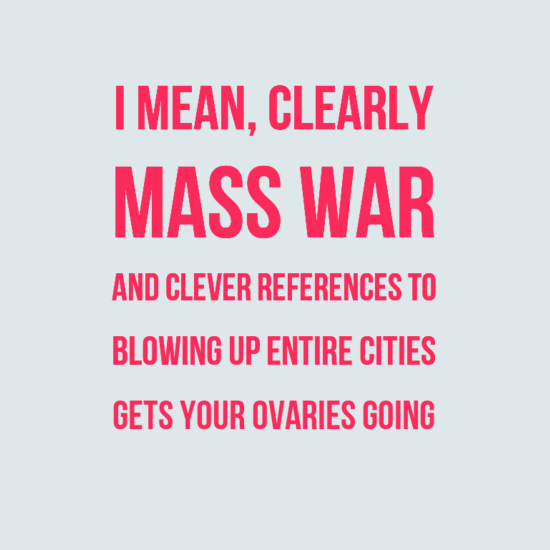 I MEAN, CLEARLY
MASS WAR
AND CLEVER REFERENCES TO
BLOWING UP ENTIRE CITIES
GETS YOUR OVARIES GOING